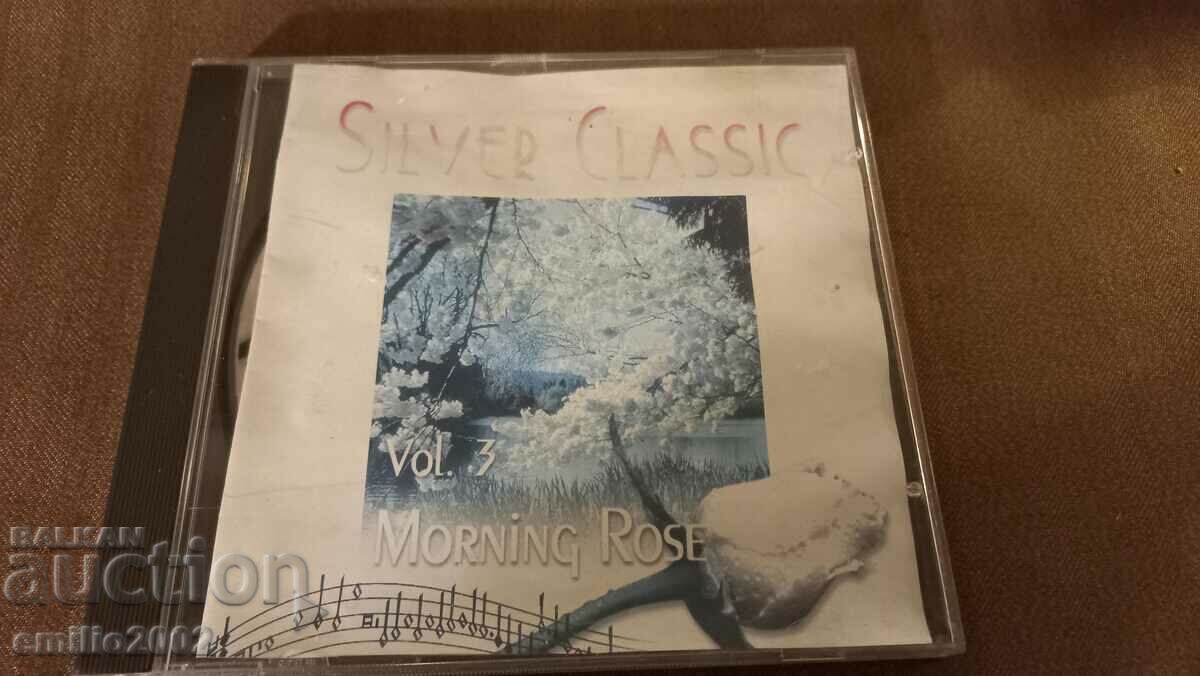 SILVER CLASSIC
Vol. 3
MORNING ROSE
BALKAN
auction
emilio2002